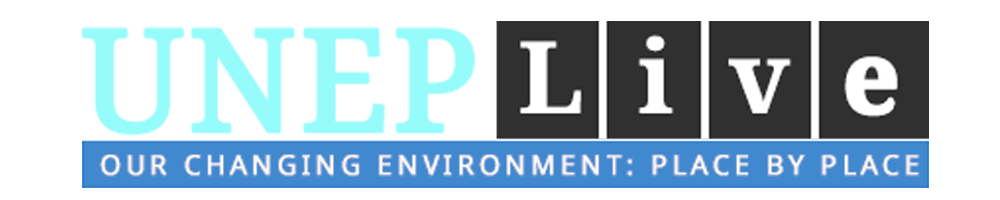 UNEP Live
OUR CHANGING ENVIRONMENT: PLACE BY PLACE